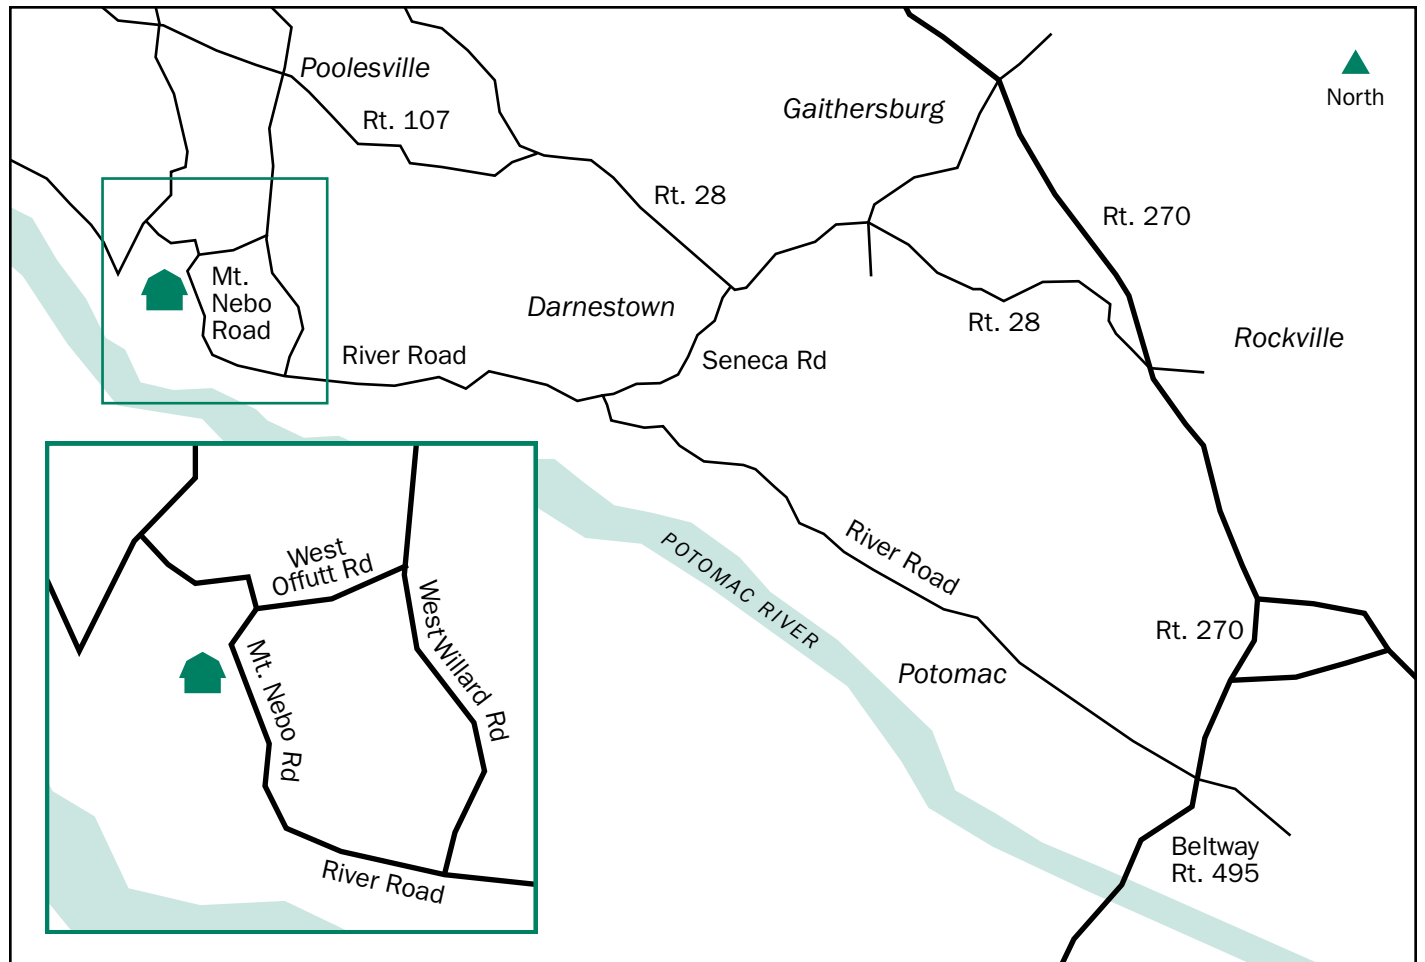 Poolesville
Rt. 107
Gaithersburg
North
Rt. 28
Rt. 270
Mt.
Nebo
Road
Darnestown
Rt. 28
Rockville
River Road
Seneca Rd
West
Offutt Rd
West Willard Rd
Mt. Nebo Rd
River Road
POTOMAC RIVER
River Road
Potomac
Rt. 270
Beltway
Rt. 495